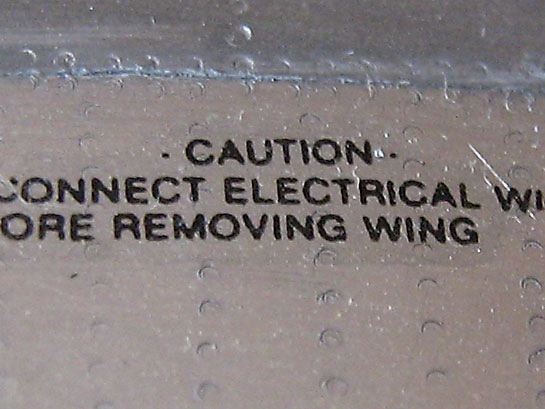 · CAUTION ·
CONNECT ELECTRICAL WI
ORE REMOVING WING